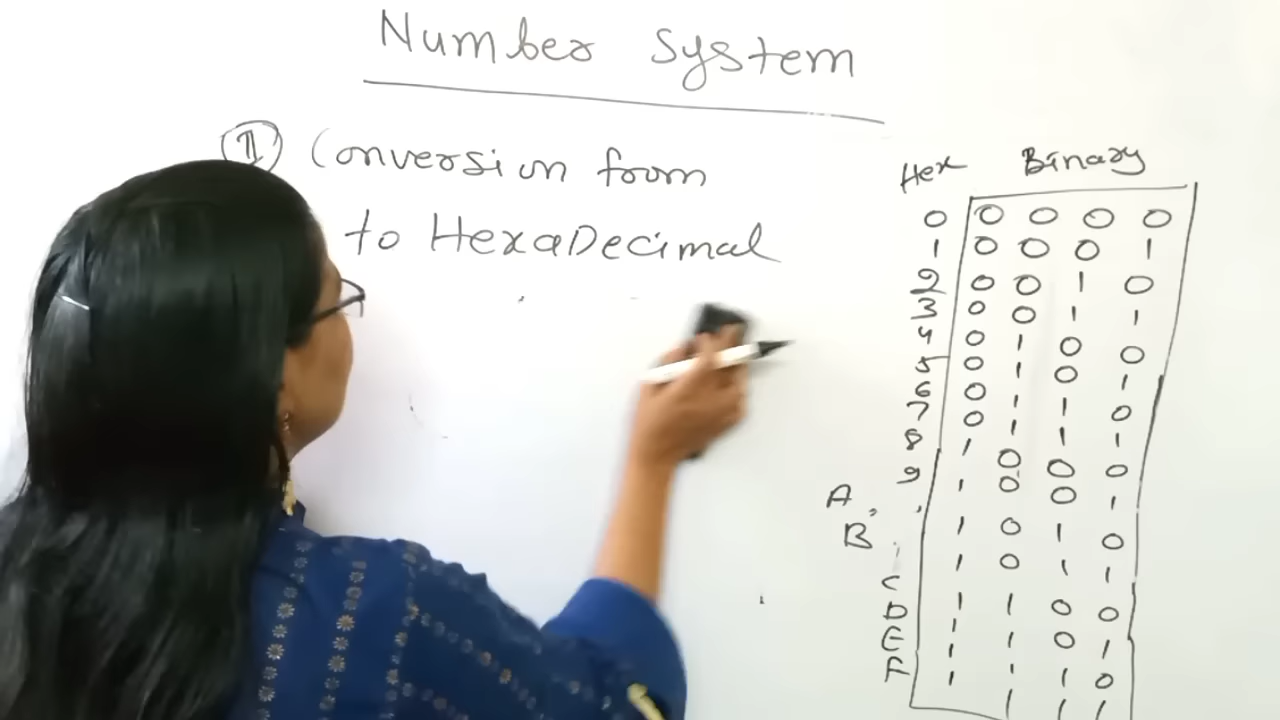 Number System
1 Conversion from
to HexaDecimal
Hex Binary
0 0 0 0 0
1 0 0 0 1
2 0 0 1 0
3 0 0 1 1
4 0 1 0 0
5 0 1 0 1
6 0 1 1 0
7 0 1 1 1
8 1 0 0 0
9 1 0 0 1
A 1 0 1 0
B 1 0 1 1
C 1 1 0 0
D 1 1 0 1
E 1 1 1 0
F 1 1 1